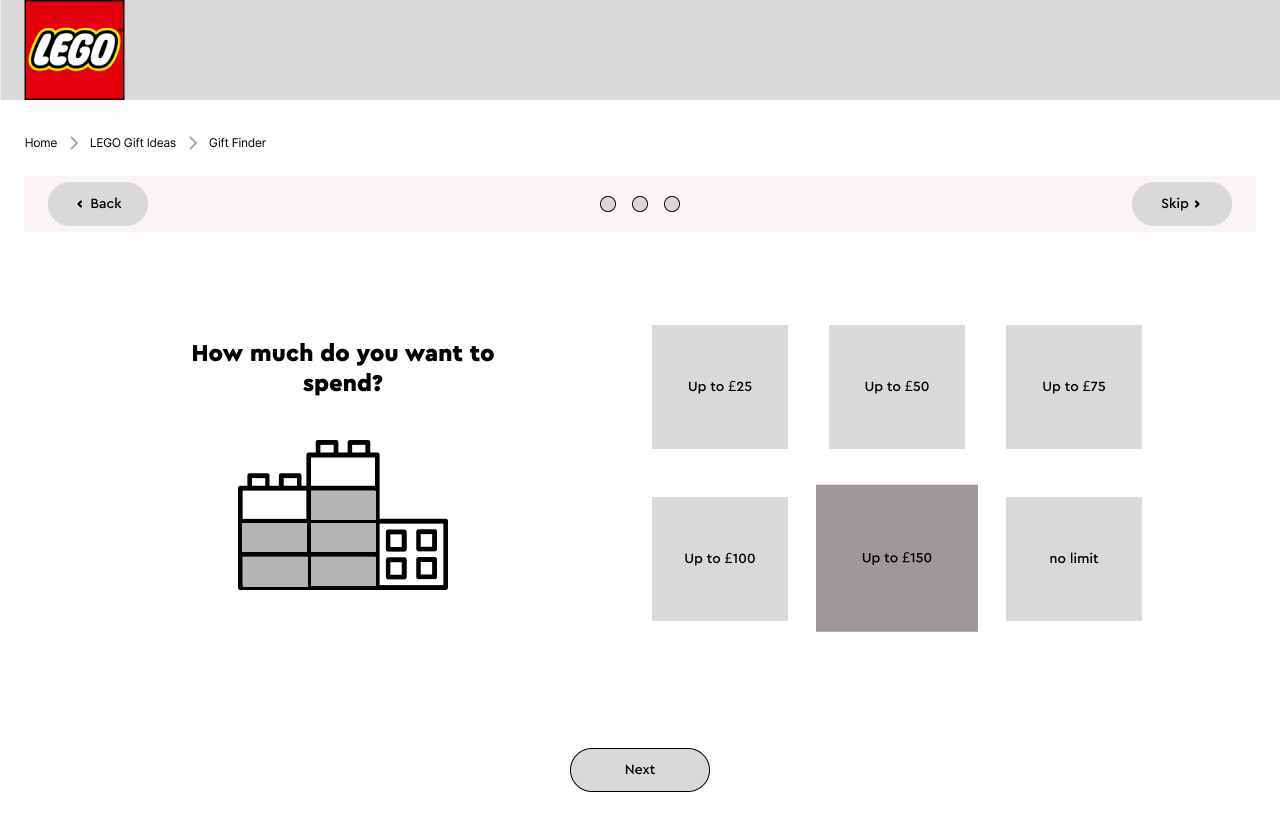 LEGO
Home
LEGO Gift Ideas
Gift Finder
Back
Skip
How much do you want to
spend?
Up to £25
Up to £50
Up to £75
Up to £100
Up to £150
no limit
Next